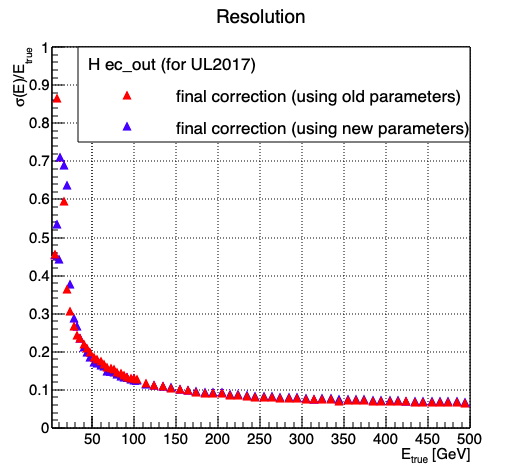 Resolution
σ(E)/E_true
H ec_out (for UL2017)
final correction (using old parameters)
final correction (using new parameters)
1
0.9
0.8
0.7
0.6
0.5
0.4
0.3
0.2
0.1
0
50 100 150 200 250 300 350 400 450 500
E_true [GeV]